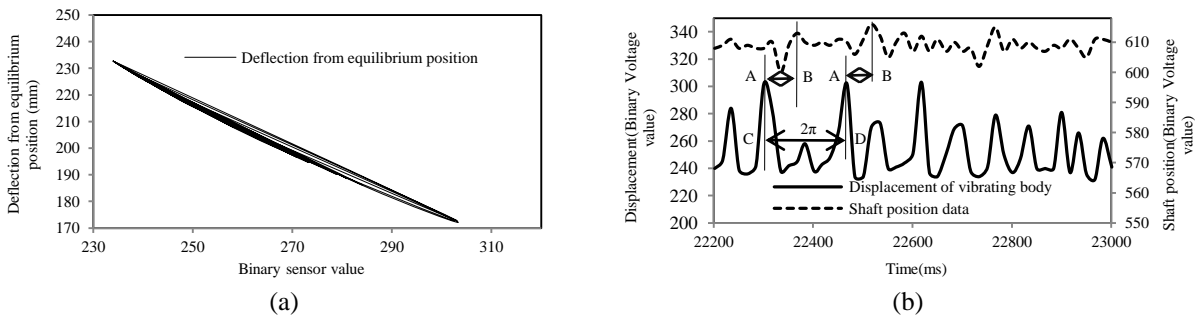 Deflection from equilibrium
position (mm)
250
240
230
220
210
200
190
180
170
230
250
270
290
310
Deflection from equilibrium position
Binary sensor value
(a)
Displacement(Binary Voltage
value)
340
320
300
280
260
240
220
200
A
B
A
B
C
2π
D
Displacement of vibrating body
Shaft position data
610
600
590
580
570
560
550
Shaft position(Binary Voltage
value)
22200
22400
22600
22800
23000
Time(ms)
(b)